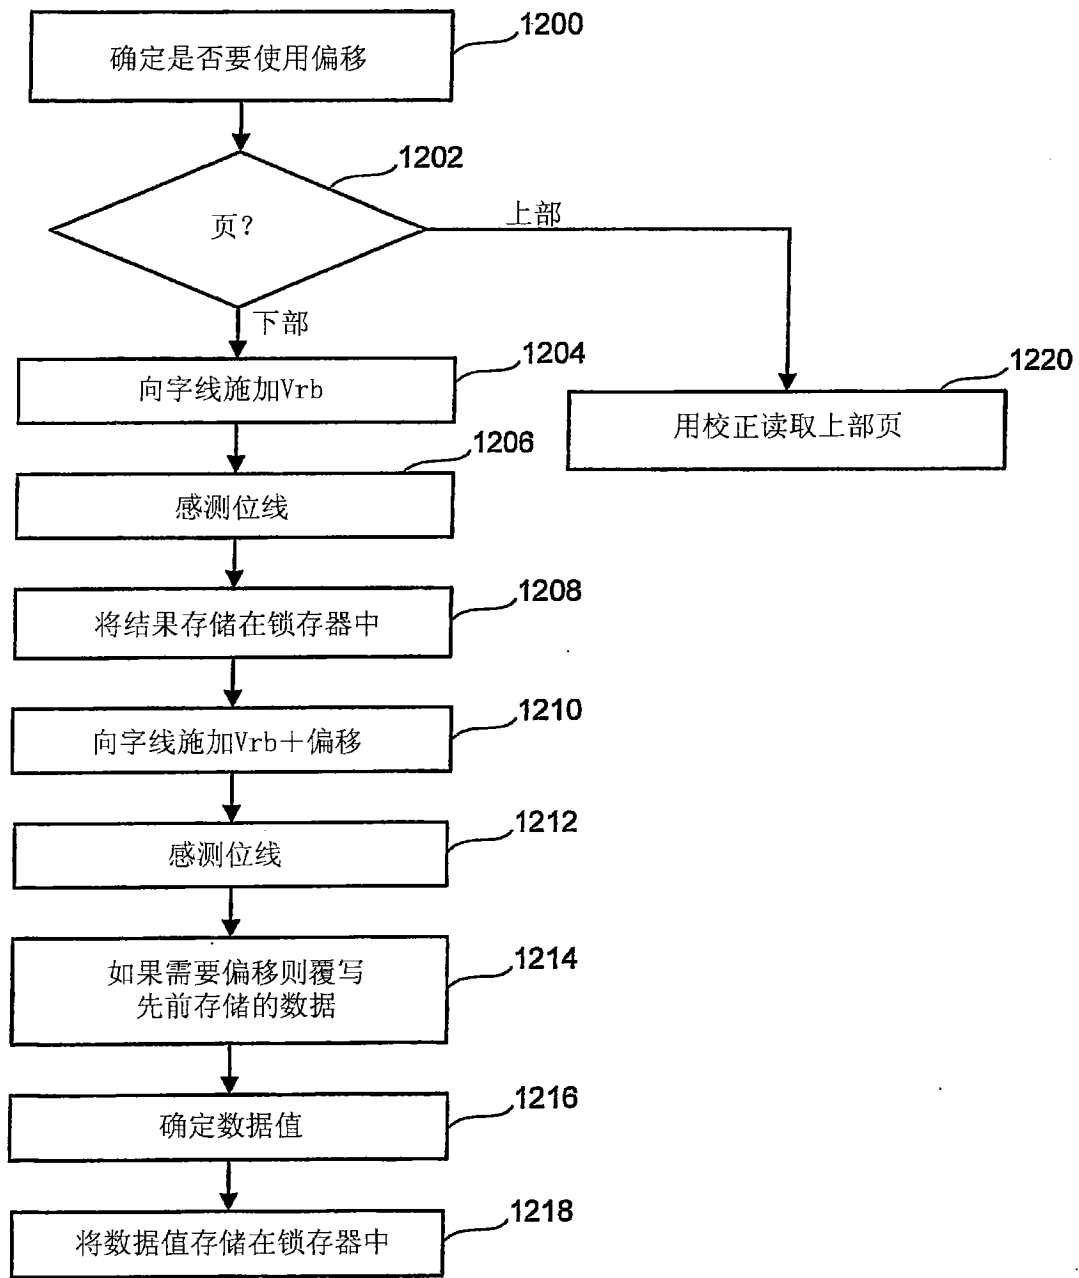 1200
确定是否要使用偏移
1202
页?
上部
下部
1204
向字线施加Vrb
1220
用校正读取上部页
1206
感测位线
1208
将结果存储在锁存器中
1210
向字线施加Vrb+偏移
1212
感测位线
1214
如果需要偏移则覆写
先前存储的数据
1216
确定数据值
1218
将数据值存储在锁存器中